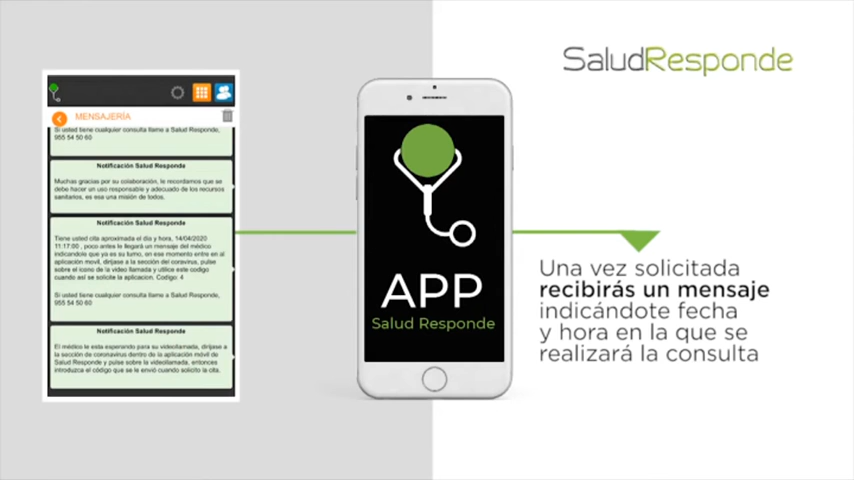 SaludResponde
MENSAJERÍA
Si usted tiene cualquier consulta llame a Salud Responde,
955 54 50 60
Notificación Salud Responde
Muchas gracias por su colaboración, le recordamos que se
debe hacer un uso responsable y adecuado de los recursos
sanitarios, es esa una misión de todos.
Notificación Salud Responde
Tiene usted cita aproximada el día y hora, 14/04/2020
11:17:00 , poco antes le llegará un mensaje del médico
indicandole que ya es su turno, en ese momento entre en al
aplicación movil, dirijase a la sección del coravirus, pulse
sobre el icono de la video llamada y utilice este codigo
cuando asi se solicite la aplicacion. Codigo: 4
Si usted tiene cualquier consulta llame a Salud Responde,
955 54 50 60
Notificación Salud Responde
El médico le esta esperando para su videollamada, dirijase a
la sección de coronavirus dentro de la aplicación móvil de
Salud Responde y pulse sobre la videollamada, entonces
introduzca el código que se le envió cuando solicito la cita.
APP
Salud Responde
Una vez solicitada
recibirás un mensaje
indicándote fecha
y hora en la que se
realizará la consulta